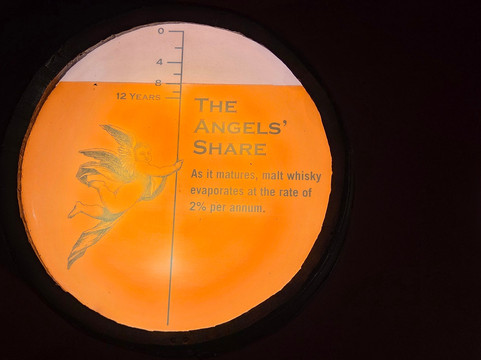 0
4
8
12 YEARS
THE
ANGELS'
SHARE
As it matures, malt whisky
evaporates at the rate of
2% per annum.